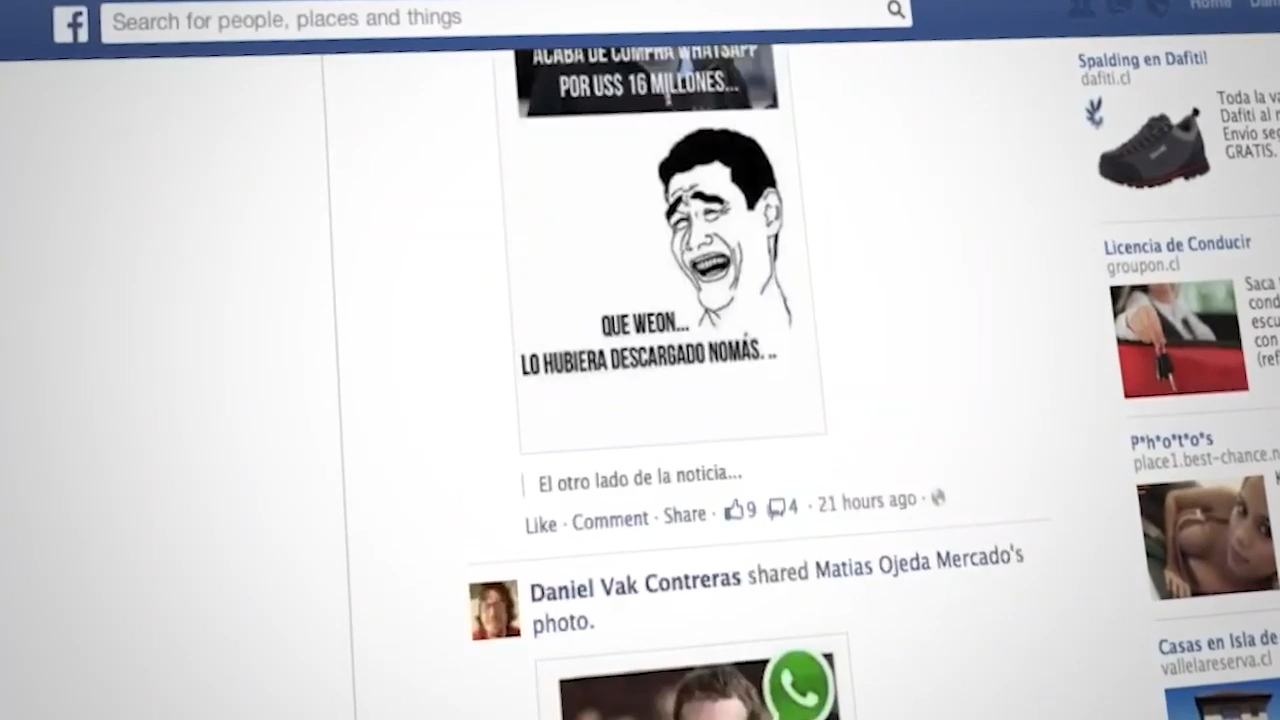 Search for people, places and things
Home
ACABA DE COMPRA WHATSAPP
POR US$ 16 MILLONES...
QUE WEON...
LO HUBIERA DESCARGADO NOMÁS. ..
El otro lado de la noticia...
Like · Comment · Share · 9 4 · 21 hours ago ·
Daniel Vak Contreras shared Matias Ojeda Mercado's
photo.
Spalding en Dafiti!
dafiti.cl
Toda la
Dafiti al
Envío
GRATIS.
Licencia de Conducir
groupon.cl
Saca
con
P*h*o*t*o*s
place1.best-chance.n
Casas en Isla de
vallelareserva.cl